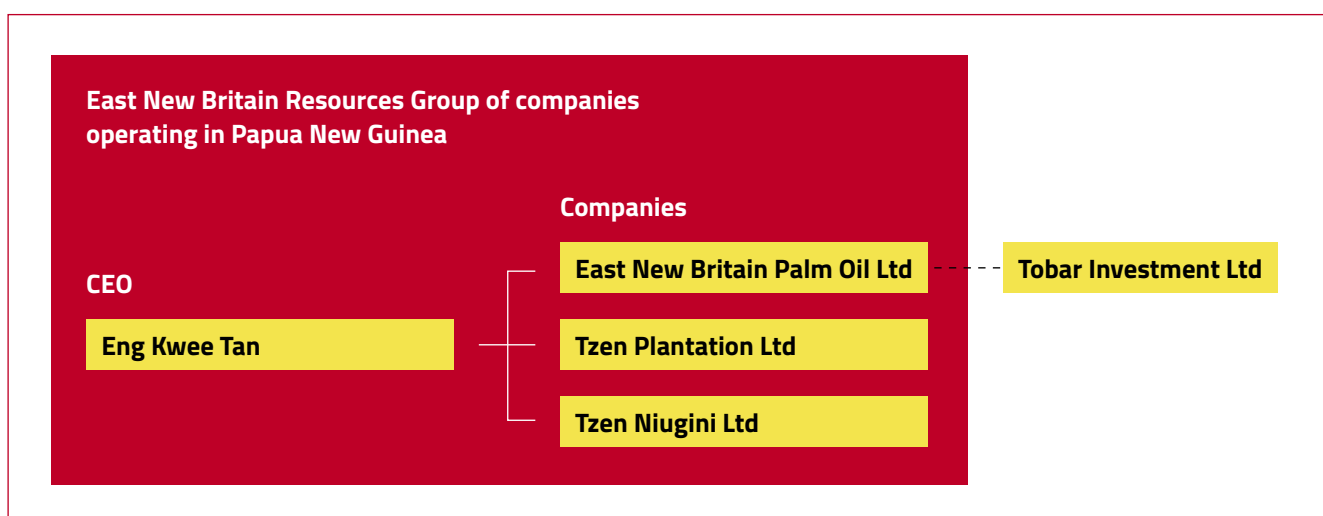 East New Britain Resources Group of companies
operating in Papua New Guinea
Companies
East New Britain Palm Oil Ltd
Tobar Investment Ltd
CEO
Eng Kwee Tan
Tzen Plantation Ltd
Tzen Niugini Ltd